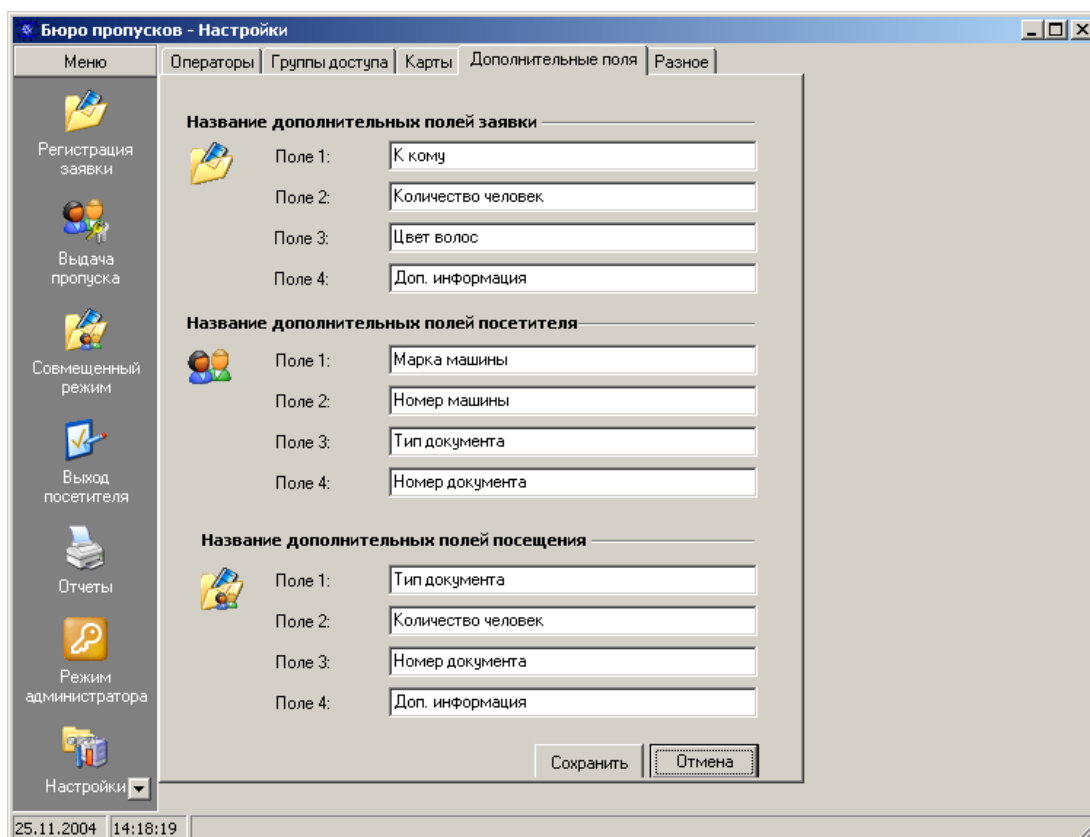 Бюро пропусков - Настройки
Меню
Операторы Группы доступа Карты Дополнительные поля Разное
Регистрация
заявки
Выдача
пропуска
Совмещенный
режим
Выход
посетителя
Отчеты
Режим
администратора
Настройки
Название дополнительных полей заявки
Поле 1: К кому
Поле 2: Количество человек
Поле 3: Цвет волос
Поле 4: Доп. информация
Название дополнительных полей посетителя
Поле 1: Марка машины
Поле 2: Номер машины
Поле 3: Тип документа
Поле 4: Номер документа
Название дополнительных полей посещения
Поле 1: Тип документа
Поле 2: Количество человек
Поле 3: Номер документа
Поле 4: Доп. информация
Сохранить Отмена
25.11.2004 14:18:19